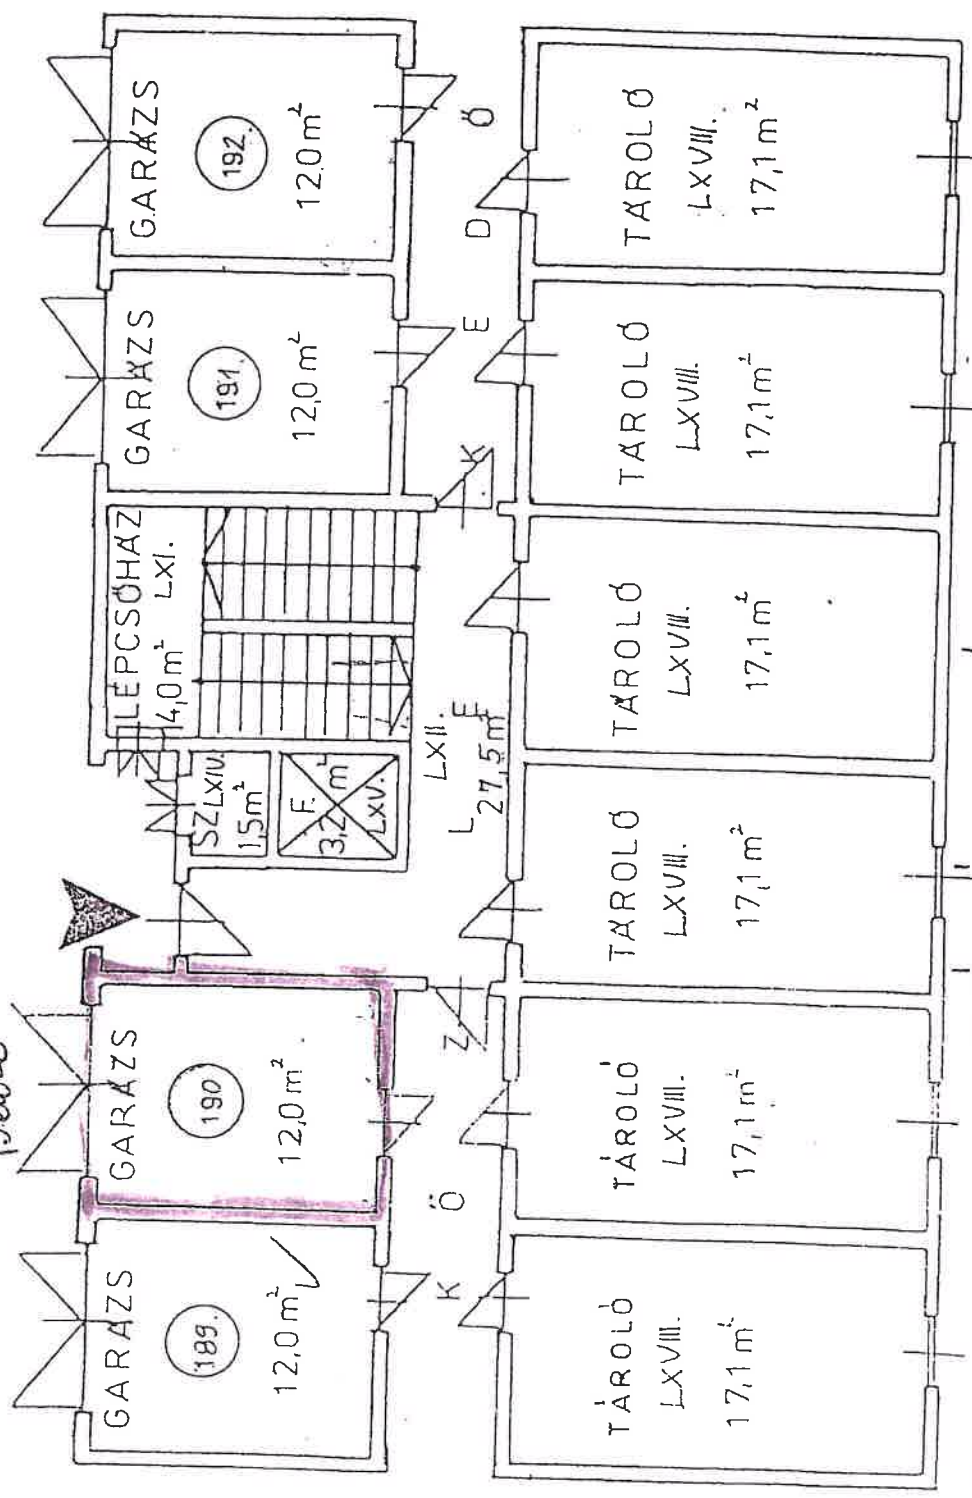 GARÁZS
189.
12,0 m²
GARÁZS
190
12,0 m²
SZ LXIV.
1,5 m²
F.
3,2 m²
LXV.
LÉPCSŐHÁZ
4,0 m² LXI.
GARÁZS
191.
12,0 m²
GARÁZS
192.
12,0 m²
KÖZLEKEDŐ
LXII.
27,5 m²
TÁROLÓ
LXVIII.
17,1 m²
TÁROLÓ
LXVIII.
17,1 m²
TÁROLÓ
LXVIII.
17,1 m²
TÁROLÓ
LXVIII.
17,1 m²
TÁROLÓ
LXVIII.
17,1 m²
TÁROLÓ
LXVIII.
17,1 m²